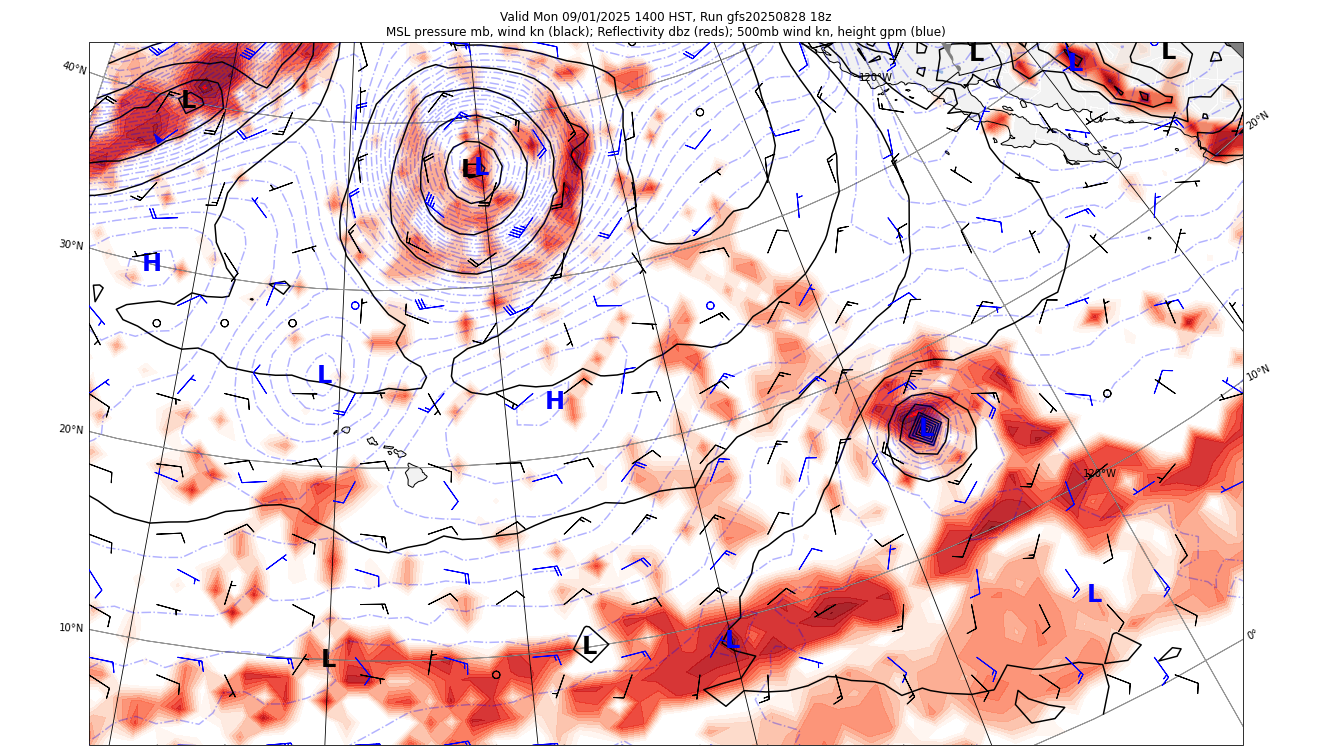 Valid Mon 09/01/2025 1400 HST, Run gfs20250828 18z
MSL pressure mb, wind kn (black); Reflectivity dbz (reds); 500mb wind kn, height gpm (blue)
L L L
40°N 120°W
L
20°N
L L
30°N H
L 10°N
H
20°N L
120°W
L
10°N L L 0°
L